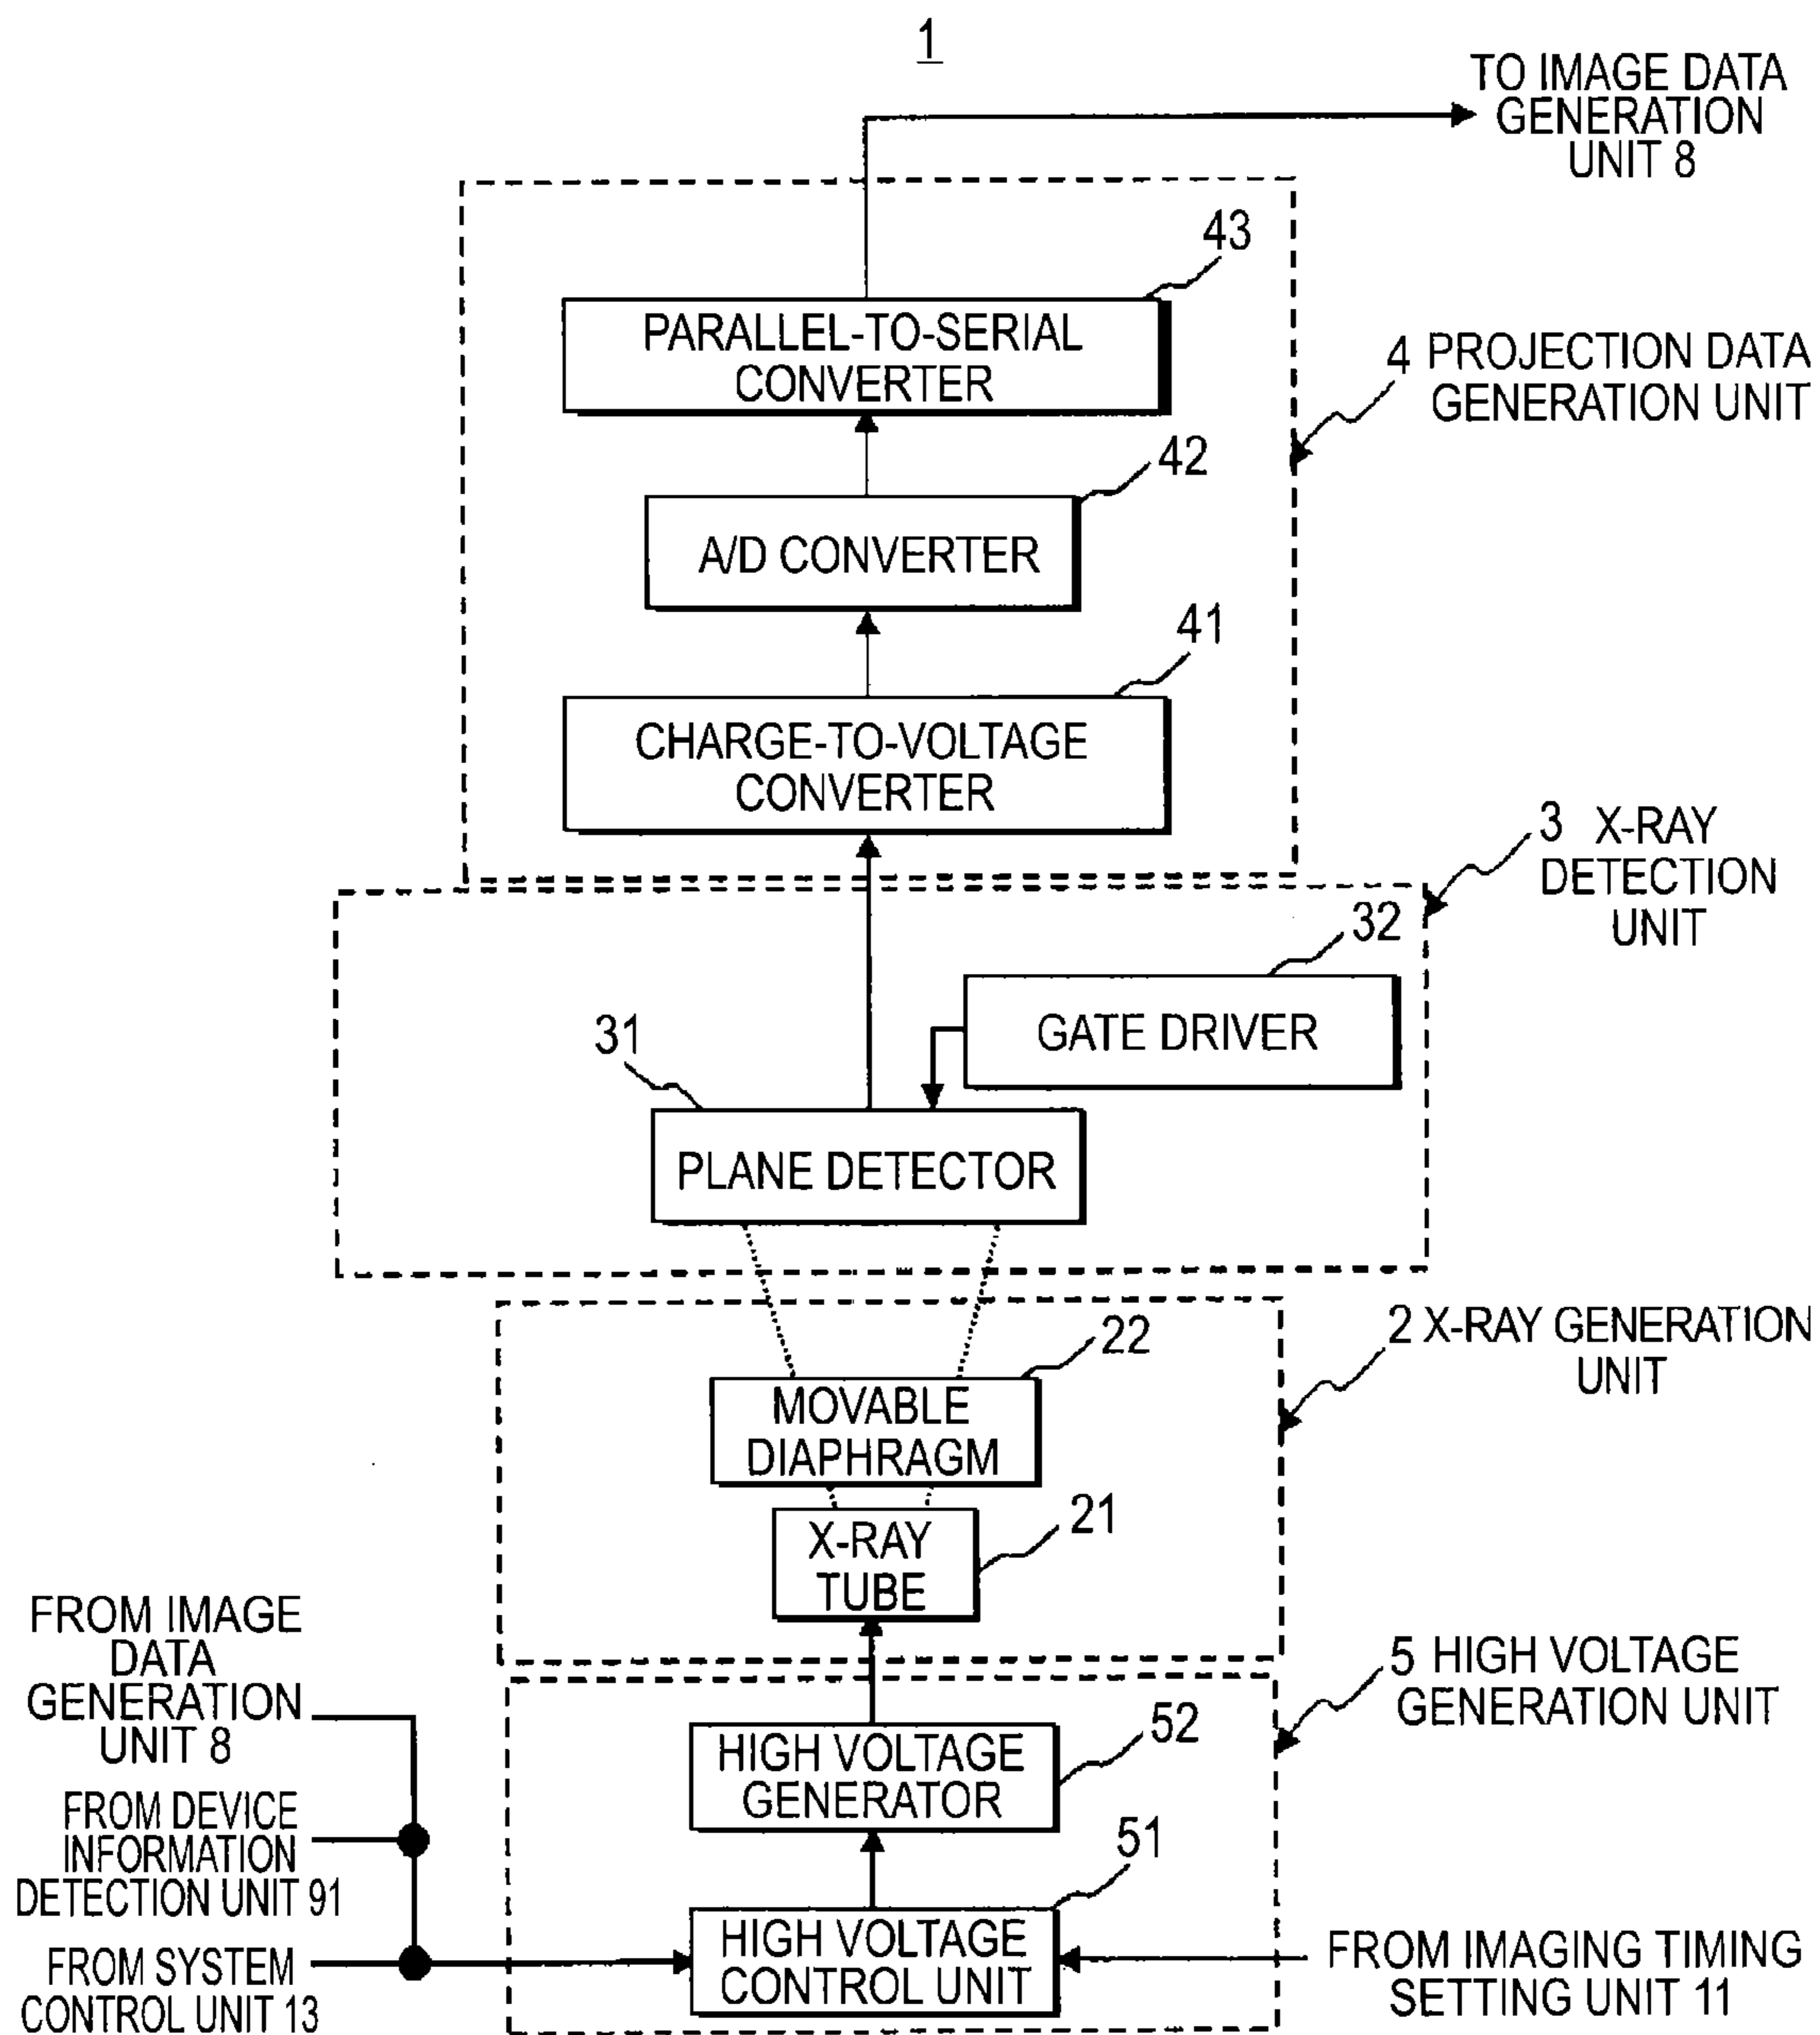 1
TO IMAGE DATA
GENERATION
UNIT 8
43
PARALLEL-TO-SERIAL
CONVERTER
4 PROJECTION DATA
GENERATION UNIT
42
A/D CONVERTER
41
CHARGE-TO-VOLTAGE
CONVERTER
3 X-RAY
DETECTION
UNIT
32
GATE DRIVER
31
PLANE DETECTOR
2 X-RAY GENERATION
UNIT
22
MOVABLE
DIAPHRAGM
21
X-RAY
TUBE
FROM IMAGE
DATA
GENERATION
UNIT 8
5 HIGH VOLTAGE
GENERATION UNIT
52
HIGH VOLTAGE
GENERATOR
FROM DEVICE
INFORMATION
DETECTION UNIT 91
51
HIGH VOLTAGE
CONTROL UNIT
FROM SYSTEM
CONTROL UNIT 13
FROM IMAGING TIMING
SETTING UNIT 11